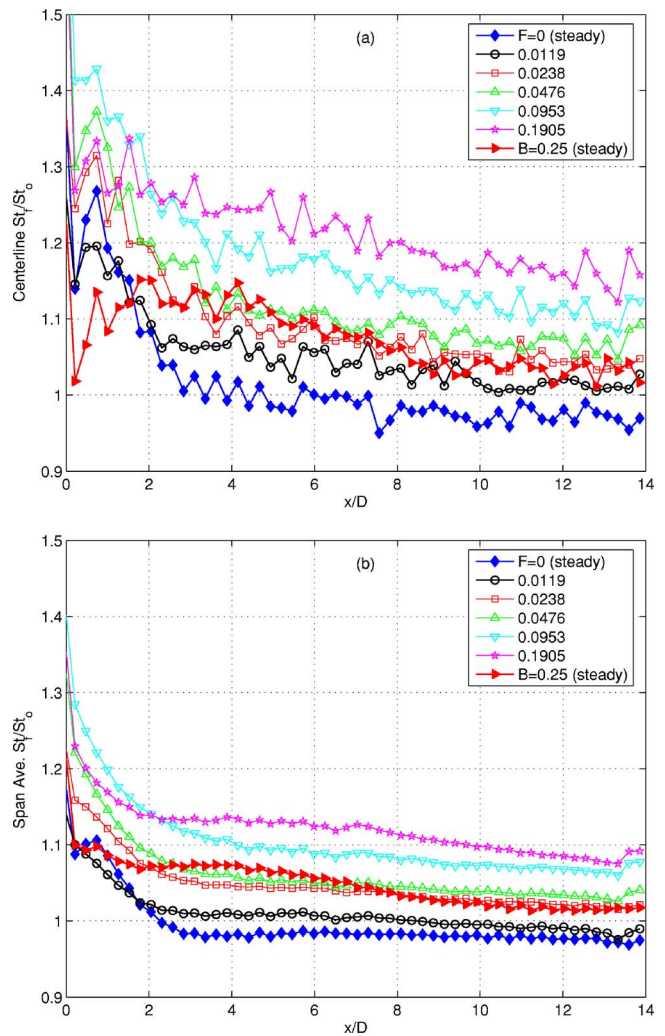 1.5
(a)
F=0 (steady)
0.0119
0.0238
0.0476
0.0953
0.1905
B=0.25 (steady)
1.4
1.3
1.2
1.1
1
0.9
Centerline St_f/St_o
0 2 4 6 8 10 12 14
x/D
1.5
(b)
F=0 (steady)
0.0119
0.0238
0.0476
0.0953
0.1905
B=0.25 (steady)
1.4
1.3
1.2
1.1
1
0.9
Span Ave. St_f/St_o
0 2 4 6 8 10 12 14
x/D